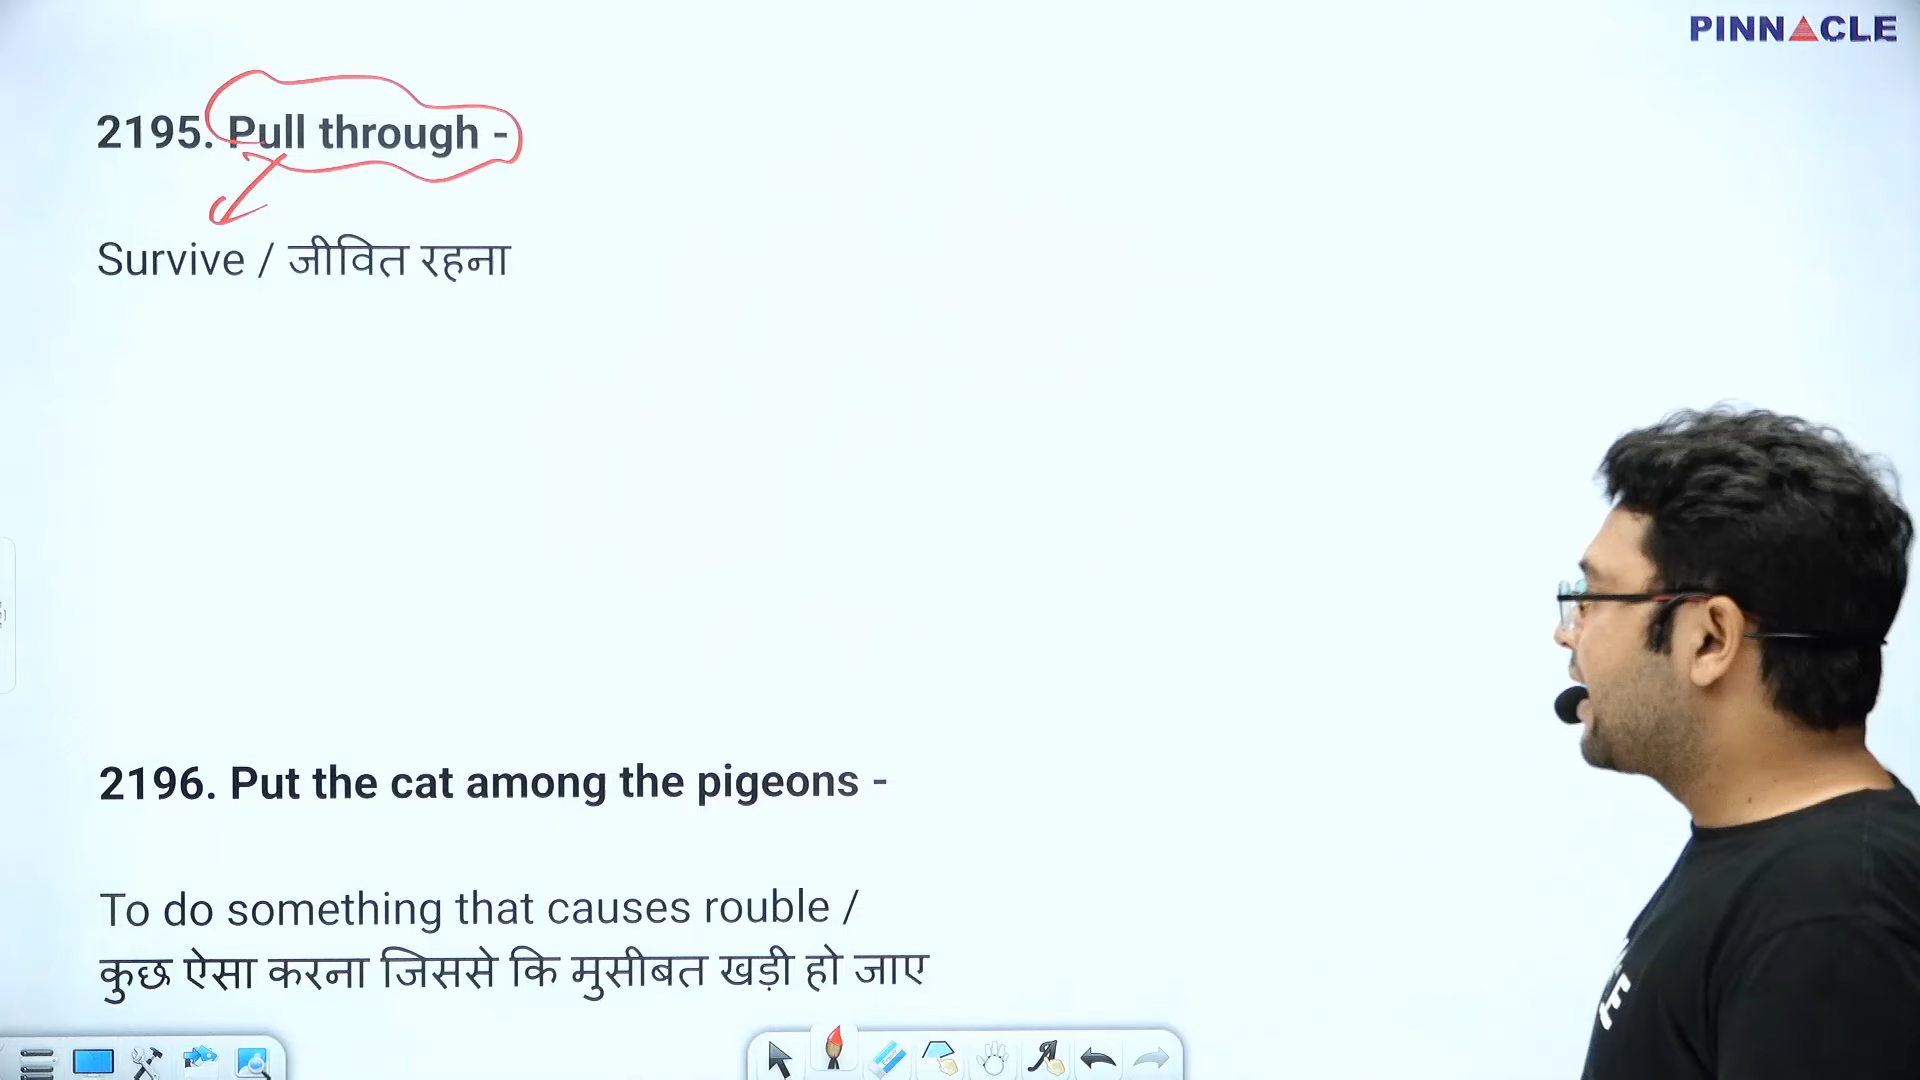 PINNACLE
2195. Pull through -
Survive / जीवित रहना
2196. Put the cat among the pigeons -
To do something that causes rouble /
कुछ ऐसा करना जिससे कि मुसीबत खड़ी हो जाए